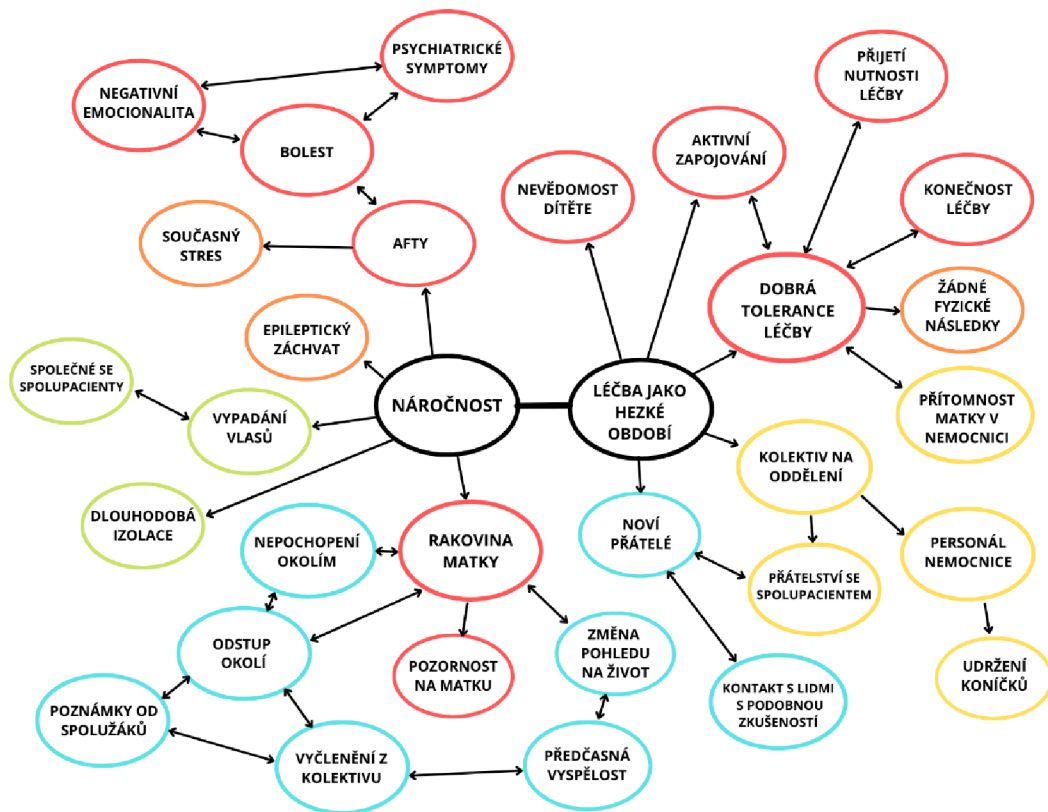 PSYCHIATRICKÉ
SYMPTOMY
NEGATIVNÍ
EMOCIONALITA
BOLEST
SOUČASNÝ
STRES
AFTY
EPILEPTICKÝ
ZÁCHVAT
SPOLEČNÉ SE
SPOLUPACIENTY
VYPADÁNÍ
VLASŮ
NÁROČNOST
DLOUHODOBÁ
IZOLACE
NEPOCHOPENÍ
OKOLÍM
RAKOVINA
MATKY
ODSTUP
OKOLÍ
POZORNOST
NA MATKU
ZMĚNA
POHLEDU
NA ŽIVOT
POZNÁMKY OD
SPOLUŽÁKŮ
VYČLENĚNÍ Z
KOLEKTIVU
PŘEDČASNÁ
VYSPĚLOST
PŘIJETÍ
NUTNOSTI
LÉČBY
AKTIVNÍ
ZAPOJOVÁNÍ
NEVĚDOMOST
DÍTĚTE
KONEČNOST
LÉČBY
DOBRÁ
TOLERANCE
LÉČBY
ŽÁDNÉ
FYZICKÉ
NÁSLEDKY
LÉČBA JAKO
HEZKÉ
OBDOBÍ
PŘÍTOMNOST
MATKY V
NEMOCNICI
KOLEKTIV NA
ODDĚLENÍ
NOVÍ
PŘÁTELÉ
PERSONÁL
NEMOCNICE
PŘÁTELSTVÍ SE
SPOLUPACIENTEM
UDRŽENÍ
KONÍČKŮ
KONTAKT S LIDMI
S PODOBNOU
ZKUŠENOSTÍ